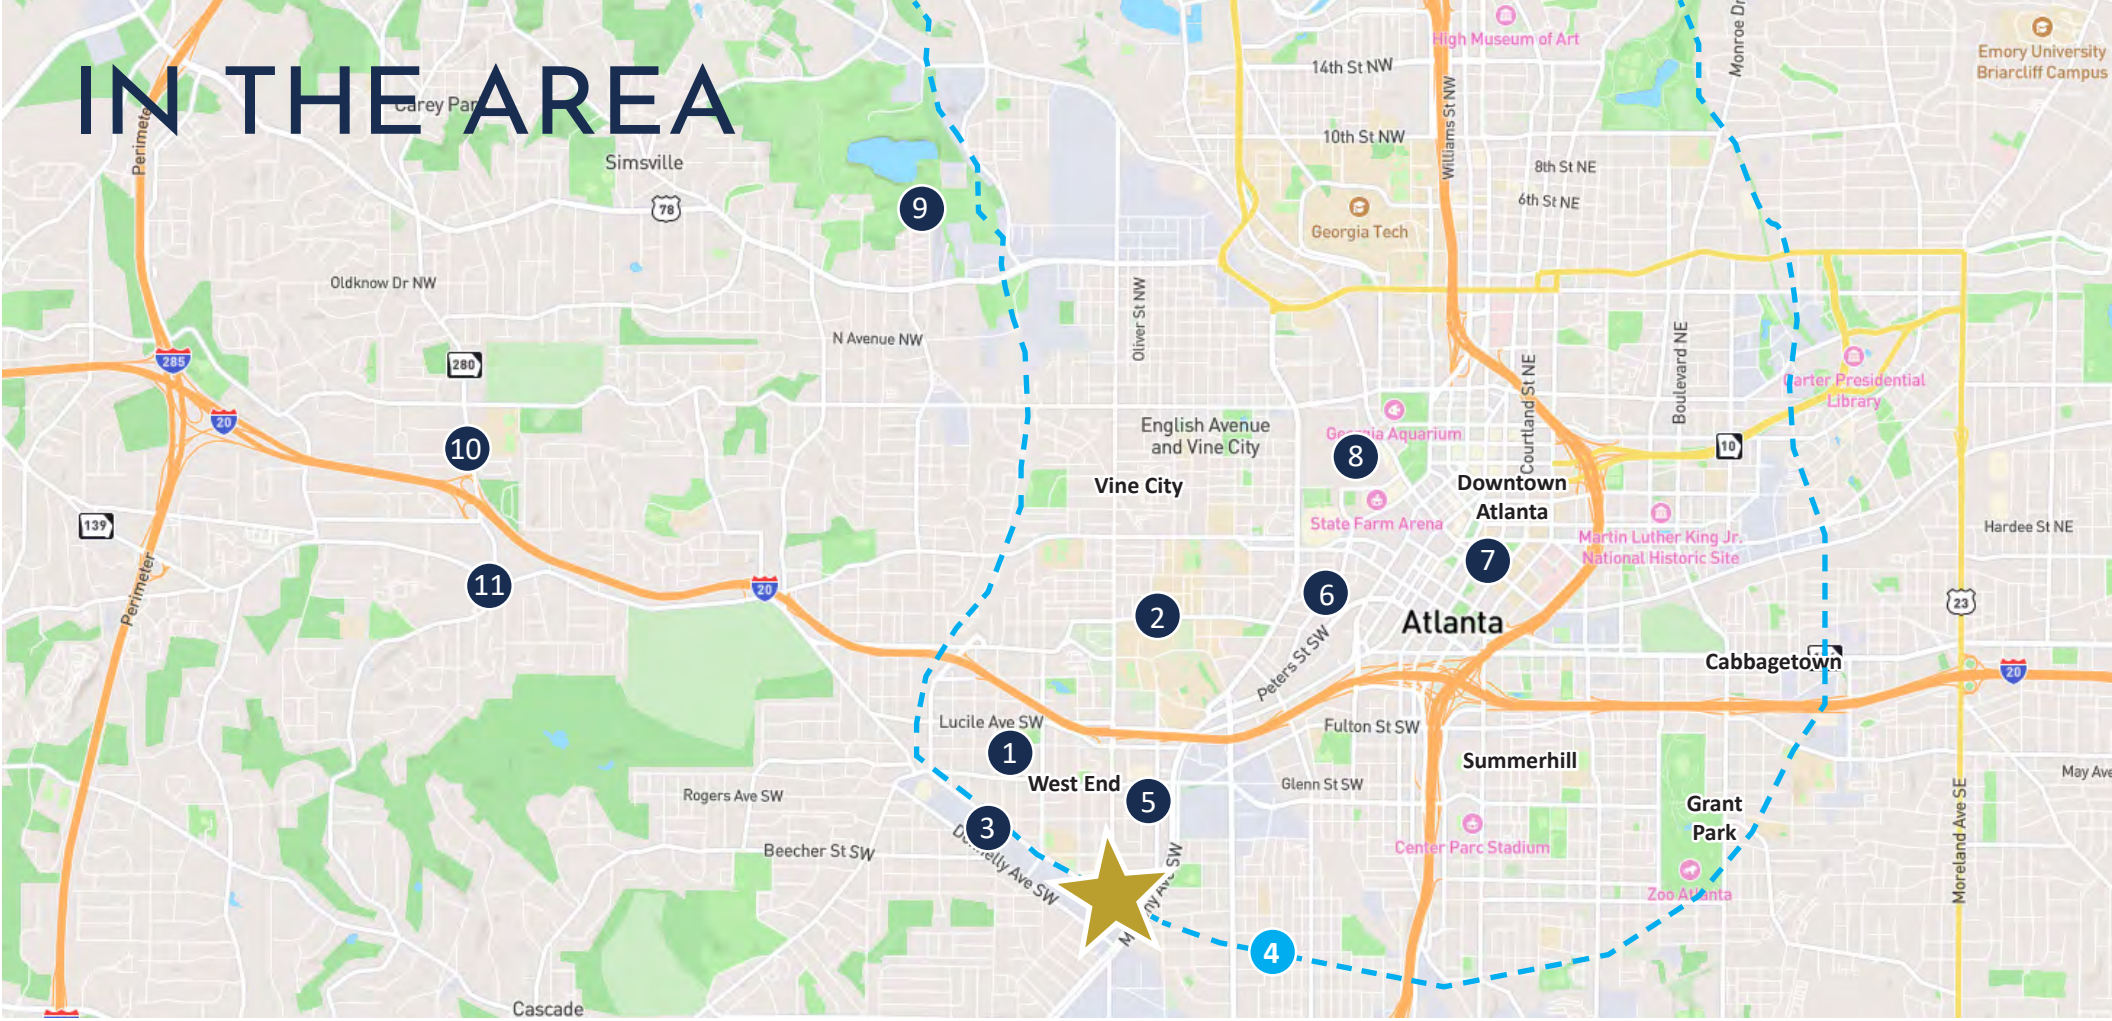 IN THE AREA
High Museum of Art
Monroe Dr
Emory University
Briarcliff Campus
14th St NW
Perimeter
Carey Par
Williams St NW
10th St NW
Simsville
8th St NE
6th St NE
78
9
Georgia Tech
Oldknow Dr NW
Oliver St NW
N Avenue NW
285
280
Courtland St NE
Boulevard NE
Carter Presidential
Library
20
English Avenue
and Vine City
Georgia Aquarium
10
8
10
Vine City
Downtown
Atlanta
139
State Farm Arena
Martin Luther King Jr.
National Historic Site
Hardee St NE
7
11
20
6
Perimeter
2
23
Atlanta
Peters St SW
Cabbagetown
20
Lucile Ave SW
Fulton St SW
1
Summerhill
West End
5
Glenn St SW
May Ave
Rogers Ave SW
Grant
Park
3
Donnelly Ave SW
Beecher St SW
Center Parc Stadium
Moreland Ave SE
Zoo Atlanta
4
Cascade